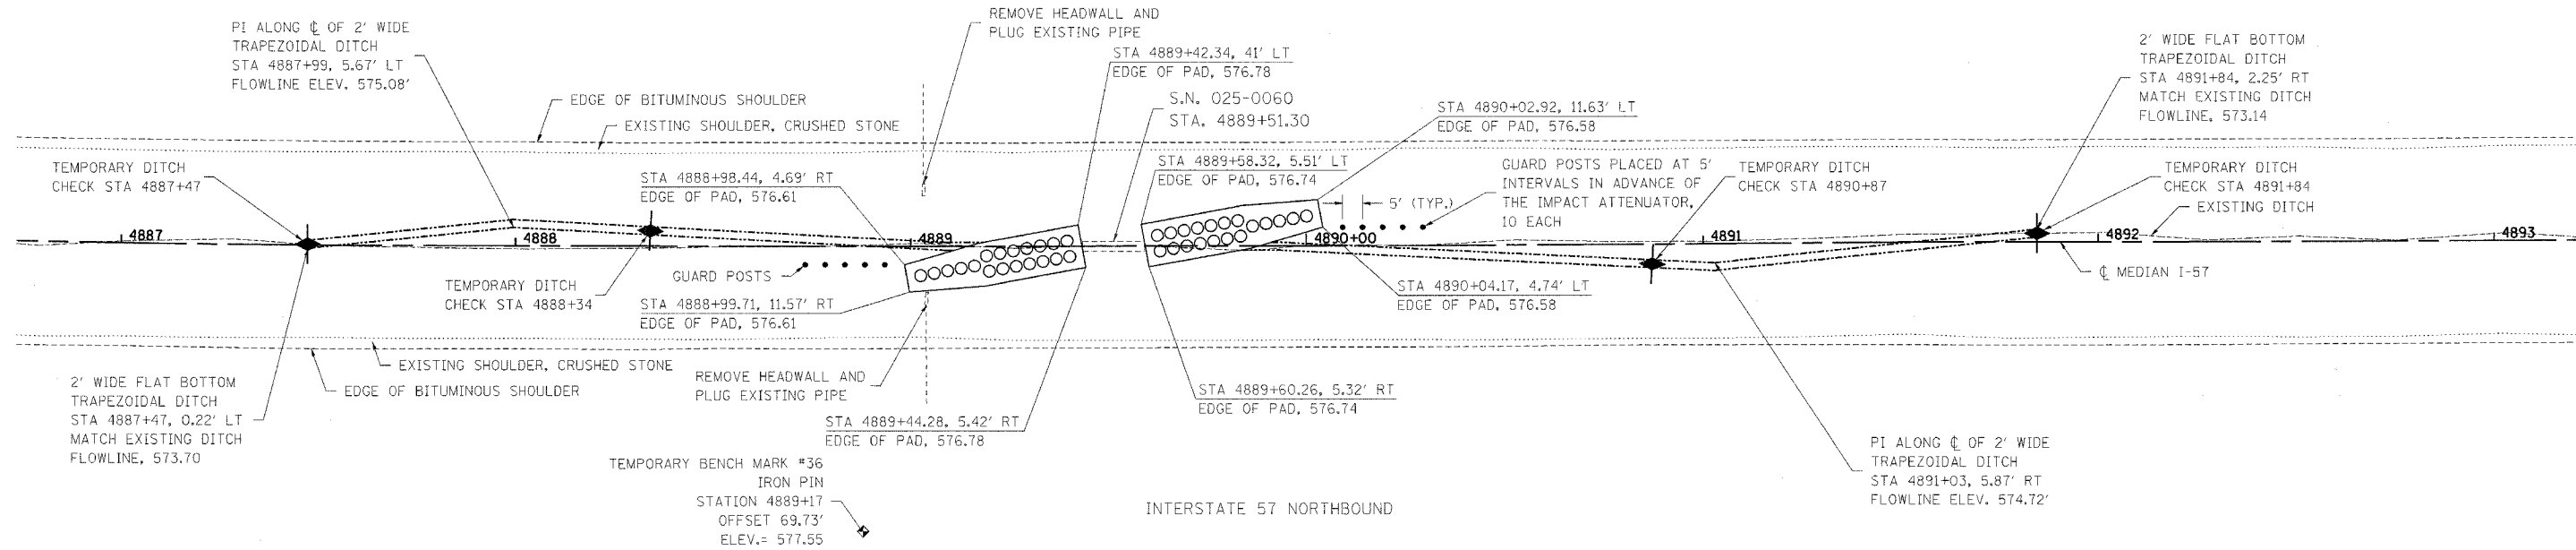 PI ALONG ℄ OF 2' WIDE
TRAPEZOIDAL DITCH
STA 4887+99, 5.67' LT
FLOWLINE ELEV. 575.08'
REMOVE HEADWALL AND
PLUG EXISTING PIPE
STA 4889+42.34, 41' LT
EDGE OF PAD, 576.78
S.N. 025-0060
STA. 4889+51.30
2' WIDE FLAT BOTTOM
TRAPEZOIDAL DITCH
STA 4891+84, 2.25' RT
MATCH EXISTING DITCH
FLOWLINE, 573.14
EDGE OF BITUMINOUS SHOULDER
EXISTING SHOULDER, CRUSHED STONE
STA 4890+02.92, 11.63' LT
EDGE OF PAD, 576.58
TEMPORARY DITCH
CHECK STA 4887+47
STA 4888+98.44, 4.69' RT
EDGE OF PAD, 576.61
STA 4889+58.32, 5.51' LT
EDGE OF PAD, 576.74
5' (TYP.)
GUARD POSTS PLACED AT 5'
INTERVALS IN ADVANCE OF
THE IMPACT ATTENUATOR,
10 EACH
TEMPORARY DITCH
CHECK STA 4890+87
TEMPORARY DITCH
CHECK STA 4891+84
EXISTING DITCH
4887
4888
4889
4890+00
4891
4892
4893
GUARD POSTS
℄ MEDIAN I-57
TEMPORARY DITCH
CHECK STA 4888+34
STA 4888+99.71, 11.57' RT
EDGE OF PAD, 576.61
STA 4890+04.17, 4.74' LT
EDGE OF PAD, 576.58
EXISTING SHOULDER, CRUSHED STONE
EDGE OF BITUMINOUS SHOULDER
2' WIDE FLAT BOTTOM
TRAPEZOIDAL DITCH
STA 4887+47, 0.22' LT
MATCH EXISTING DITCH
FLOWLINE, 573.70
REMOVE HEADWALL AND
PLUG EXISTING PIPE
STA 4889+44.28, 5.42' RT
EDGE OF PAD, 576.78
STA 4889+60.26, 5.32' RT
EDGE OF PAD, 576.74
TEMPORARY BENCH MARK #36
IRON PIN
STATION 4889+17
OFFSET 69.73'
ELEV.= 577.55
INTERSTATE 57 NORTHBOUND
PI ALONG ℄ OF 2' WIDE
TRAPEZOIDAL DITCH
STA 4891+03, 5.87' RT
FLOWLINE ELEV. 574.72'